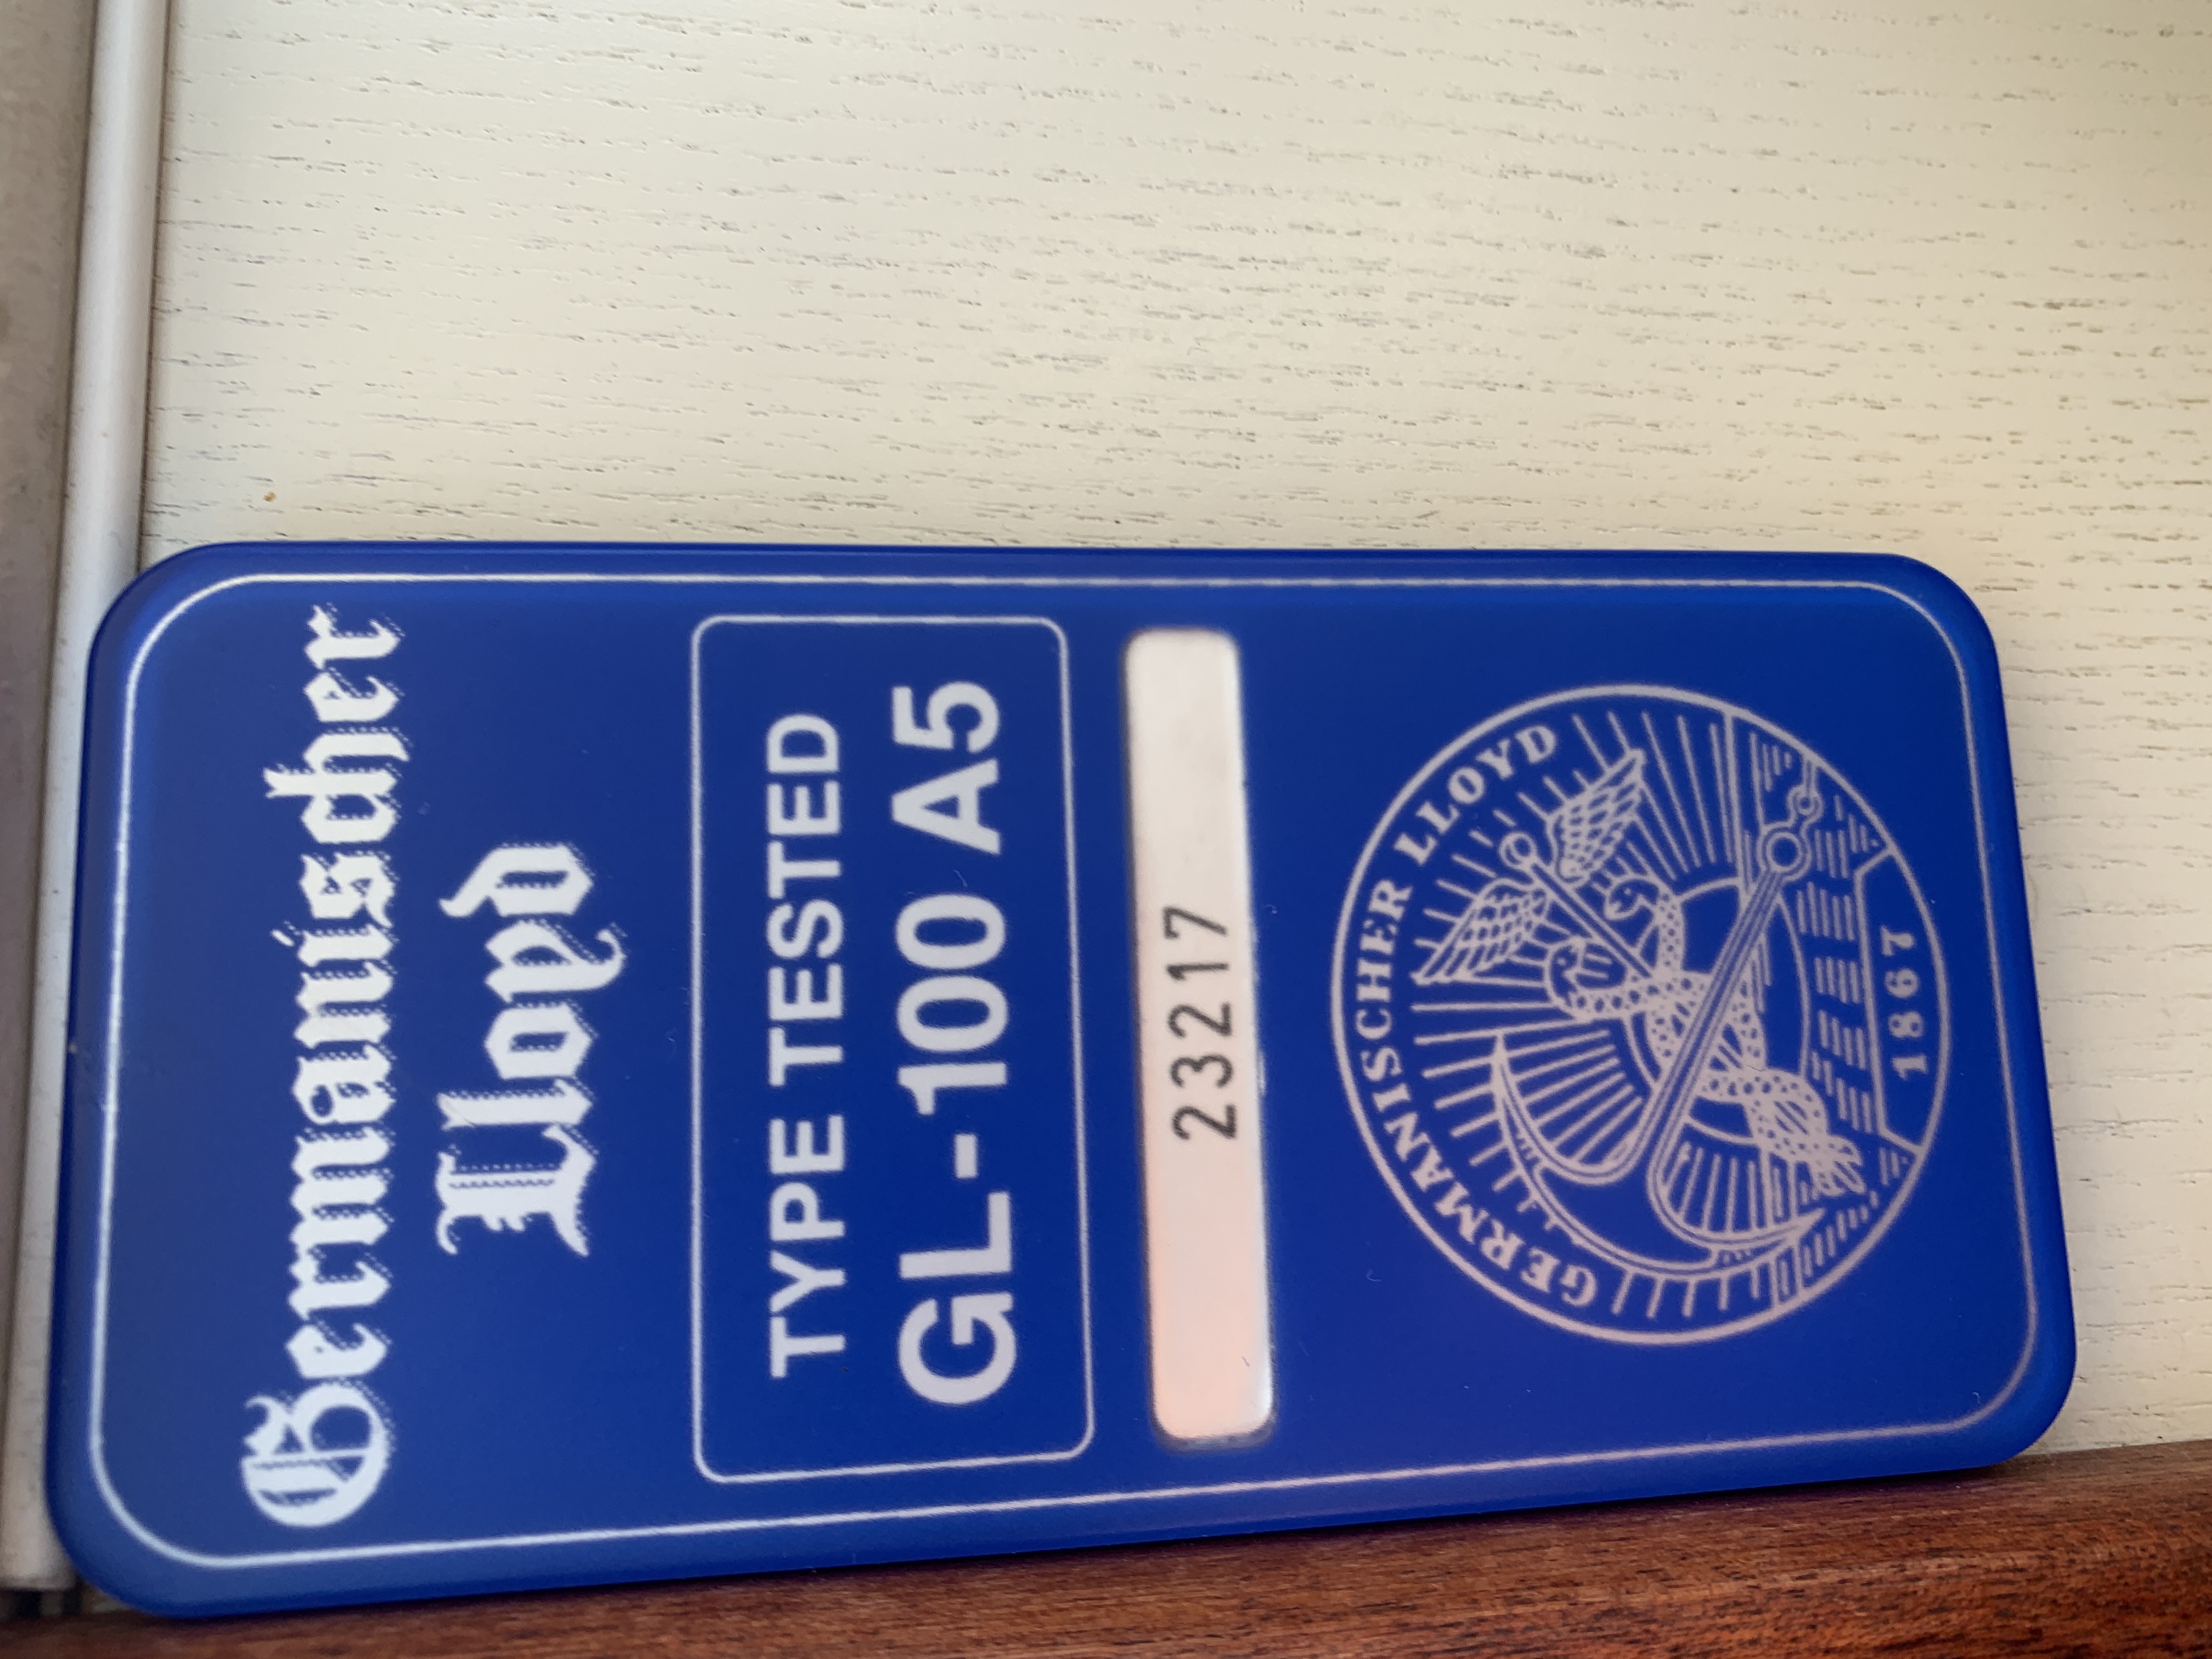 Germanischer
Lloyd
TYPE TESTED
GL-100 A5
23217
GERMANISCHER LLOYD
1867